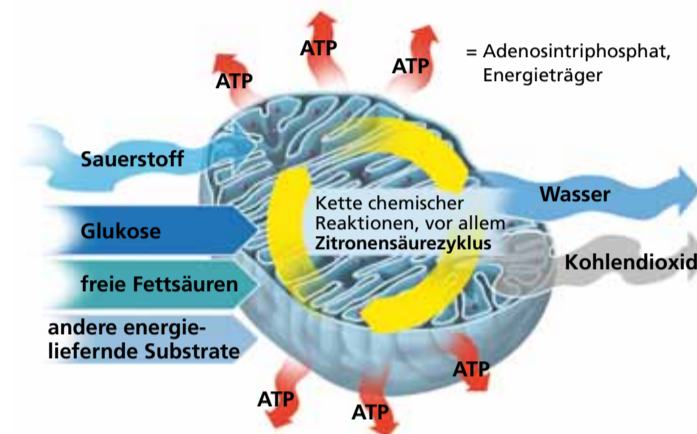 ATP
ATP
ATP
= Adenosintriphosphat,
Energieträger
Sauerstoff
Glukose
freie Fettsäuren
andere energie-
liefernde Substrate
Kette chemischer
Reaktionen, vor allem
Zitronensäurezyklus
Wasser
Kohlendioxid
ATP
ATP
ATP